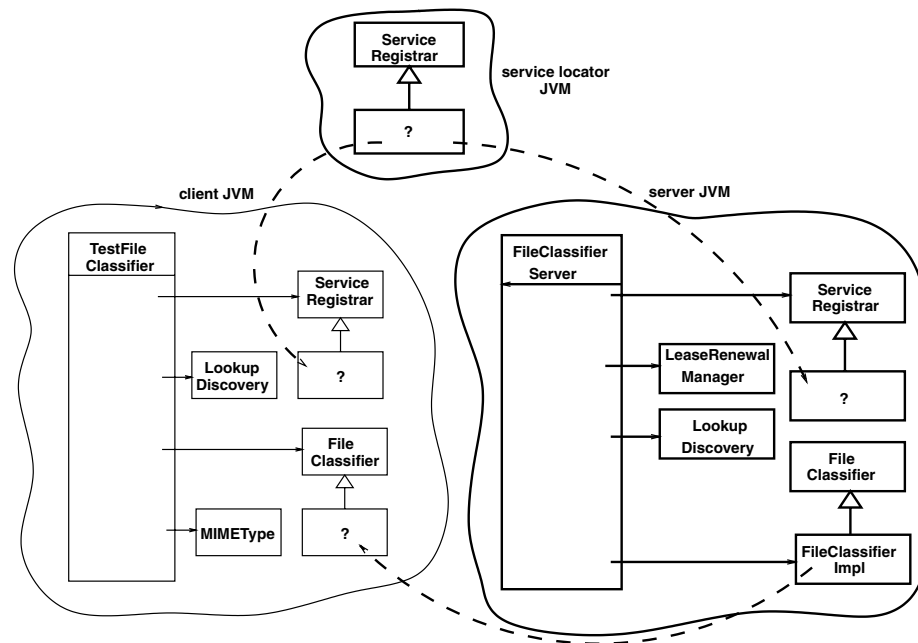 Service
Registrar
service locator
JVM
?
client JVM
server JVM
TestFile
Classifier
Service
Registrar
Lookup
Discovery
?
File
Classifier
MIMEType
?
FileClassifier
Server
Service
Registrar
LeaseRenewal
Manager
?
Lookup
Discovery
File
Classifier
FileClassifier
Impl